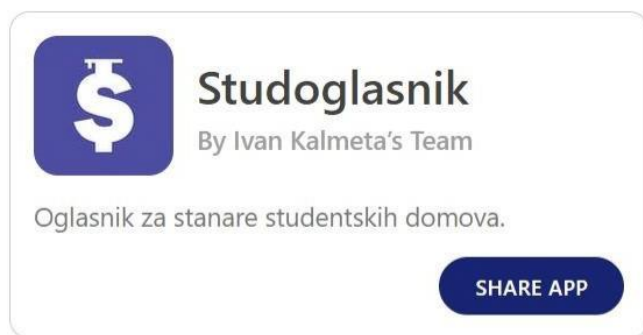 Studoglasnik
By Ivan Kalmeta's Team
Oglasnik za stanare studentskih domova.
SHARE APP